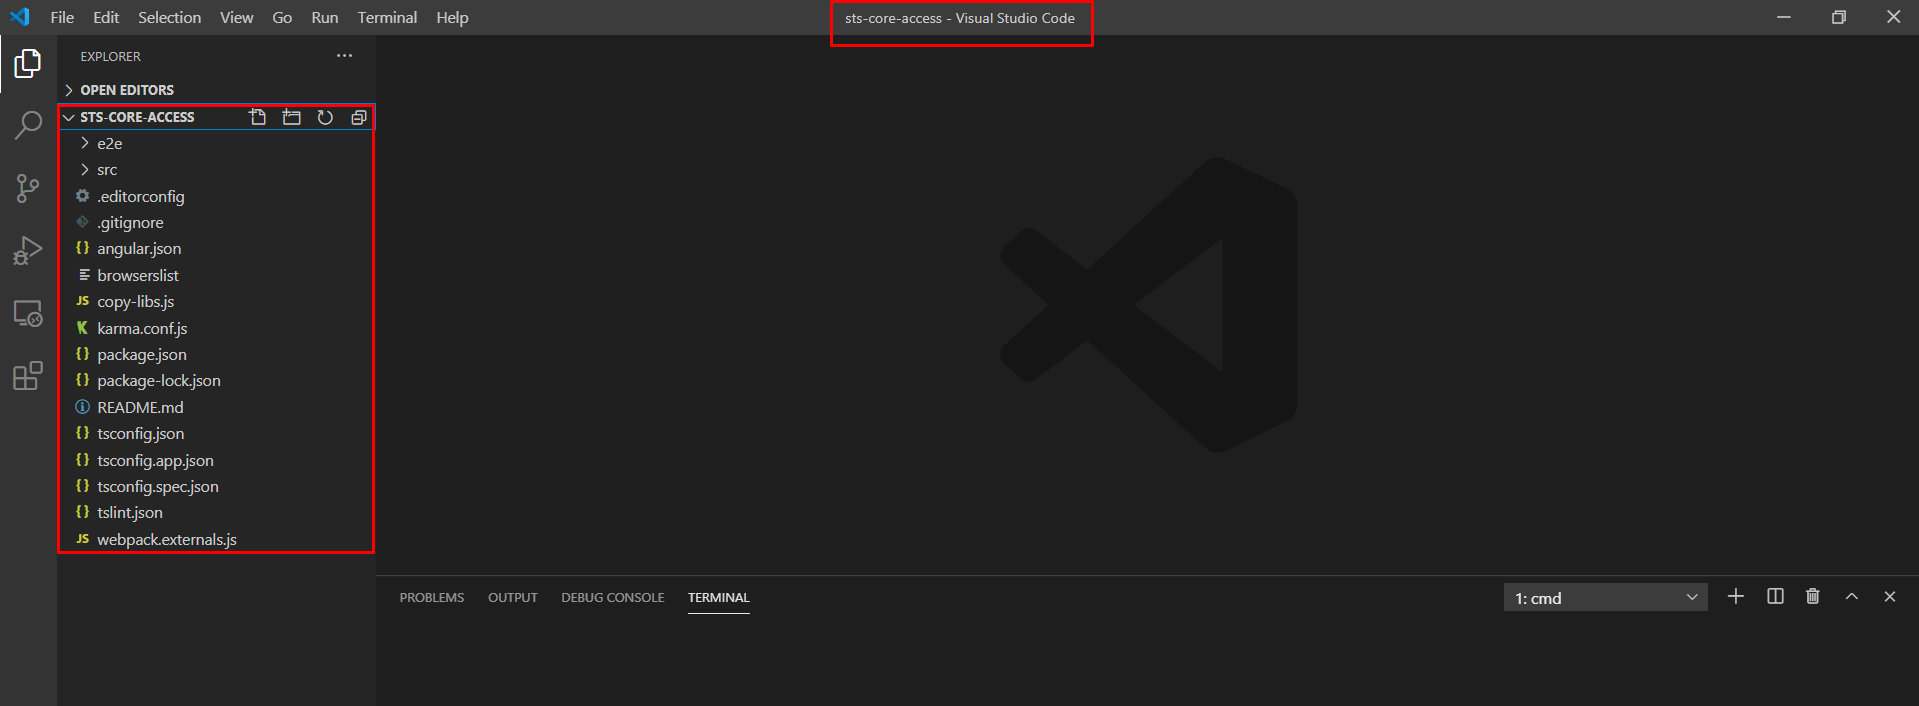 File Edit Selection View Go Run Terminal Help
sts-core-access - Visual Studio Code
EXPLORER
OPEN EDITORS
STS-CORE-ACCESS
e2e
src
.editorconfig
.gitignore
angular.json
browserslist
JS copy-libs.js
karma.conf.js
package.json
package-lock.json
README.md
tsconfig.json
tsconfig.app.json
tsconfig.spec.json
tslint.json
JS webpack.externals.js
PROBLEMS OUTPUT DEBUG CONSOLE TERMINAL
1: cmd